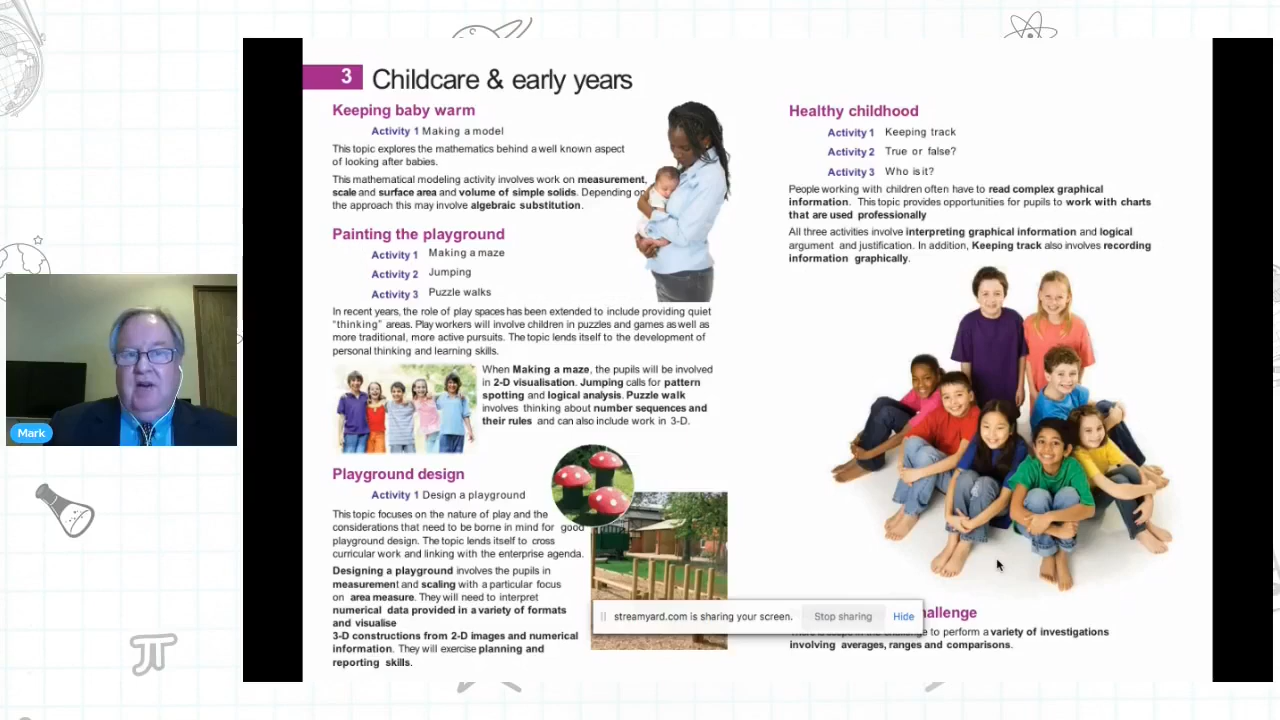 3 Childcare & early years
Keeping baby warm
Activity 1 Making a model
This topic explores the mathematics behind a well known aspect
of looking after babies.
This mathematical modeling activity involves work on measurement,
scale and surface area and volume of simple solids. Depending on
the approach this may involve algebraic substitution.
Painting the playground
Activity 1 Making a maze
Activity 2 Jumping
Activity 3 Puzzle walks
In recent years, the role of play spaces has been extended to include providing quiet
"thinking" areas. Play workers will involve children in puzzles and games as well as
more traditional, more active pursuits. The topic lends itself to the development of
personal thinking and learning skills.
When Making a maze, the pupils will be involved
in 2-D visualisation. Jumping calls for pattern
spotting and logical analysis. Puzzle walk
involves thinking about number sequences and
their rules and can also include work in 3-D.
Playground design
Activity 1 Design a playground
This topic focuses on the nature of play and the
considerations that need to be borne in mind for good
playground design. The topic lends itself to cross
curricular work and linking with the enterprise agenda.
Designing a playground involves the pupils in
measurement and scaling with a particular focus
on area measure. They will need to interpret
numerical data provided in a variety of formats
and visualise
3-D constructions from 2-D images and numerical
information. They will exercise planning and
reporting skills.
Healthy childhood
Activity 1 Keeping track
Activity 2 True or false?
Activity 3 Who is it?
People working with children often have to read complex graphical
information. This topic provides opportunities for pupils to work with charts
that are used professionally
All three activities involve interpreting graphical information and logical
argument and justification. In addition, Keeping track also involves recording
information graphically.
allenge
to perform a variety of investigations
involving averages, ranges and comparisons.
streamyard.com is sharing your screen. Stop sharing Hide
Mark